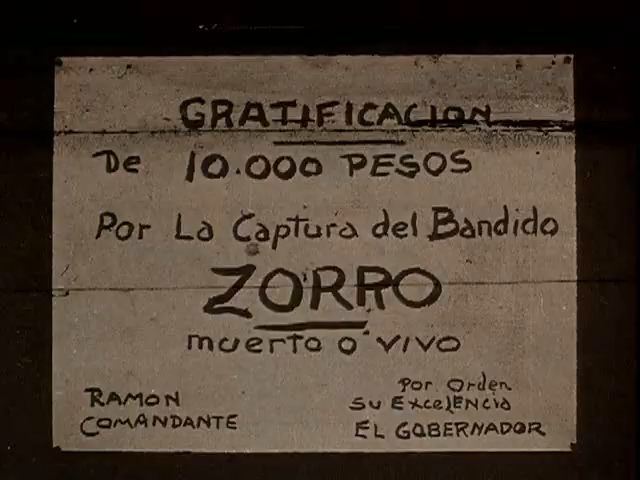 GRATIFICACION
De 10.000 PESOS
Por La Captura del Bandido
ZORRO
muerto o vivo
RAMON
COMANDANTE
Por Orden
Su ExcelENcia
EL GOBERNADOR